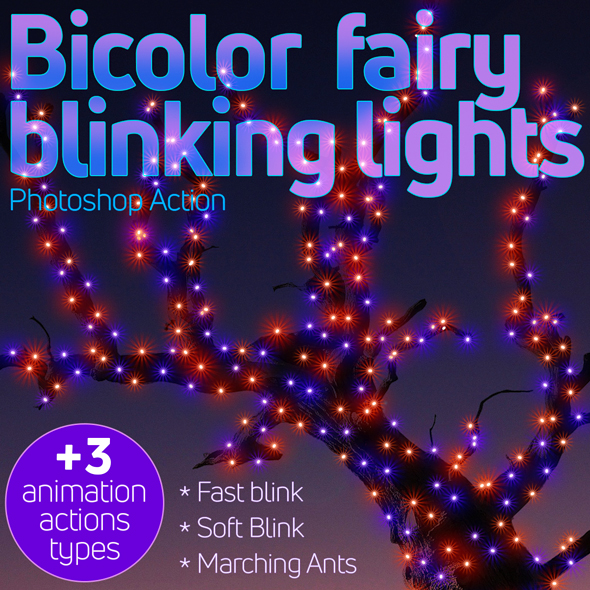 Bicolor fairy
blinking lights
Photoshop Action
+3
animation
actions
types
* Fast blink
* Soft Blink
* Marching Ants